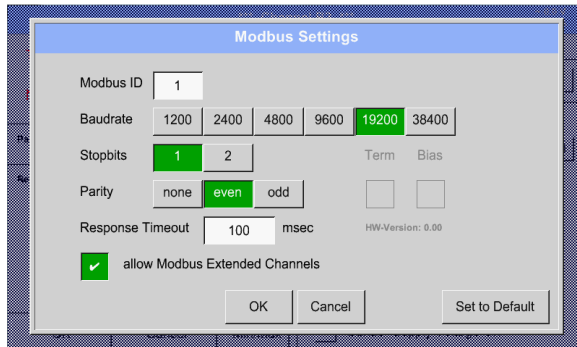 Modbus Settings
Modbus ID 1
Baudrate 1200 2400 4800 9600 19200 38400
Stopbits 1 2 Term Bias
Parity none even odd
Response Timeout 100 msec HW-Version: 0.00
✔ allow Modbus Extended Channels
OK Cancel Set to Default